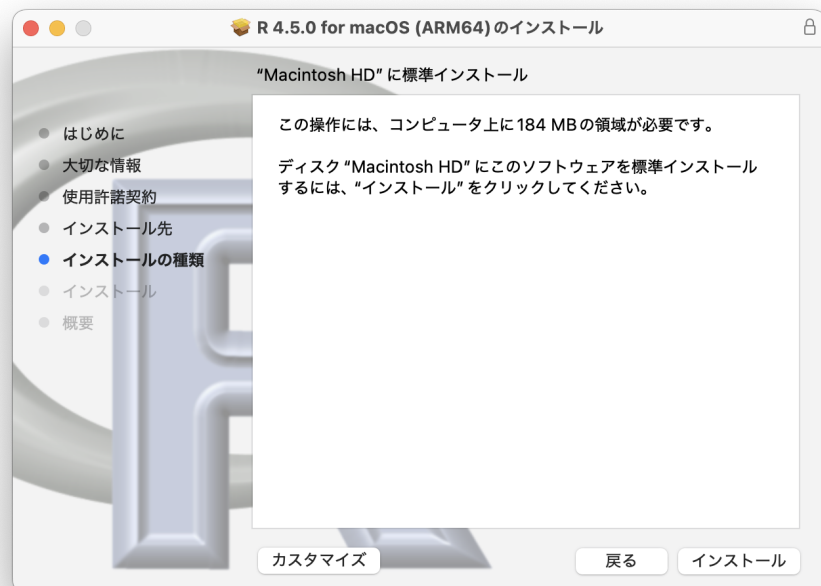 R 4.5.0 for macOS (ARM64)のインストール
“Macintosh HD” に標準インストール
はじめに
大切な情報
使用許諾契約
インストール先
インストールの種類
インストール
概要
この操作には、コンピュータ上に184 MBの領域が必要です。
ディスク “Macintosh HD” にこのソフトウェアを標準インストール
するには、“インストール” をクリックしてください。
カスタマイズ
戻る
インストール